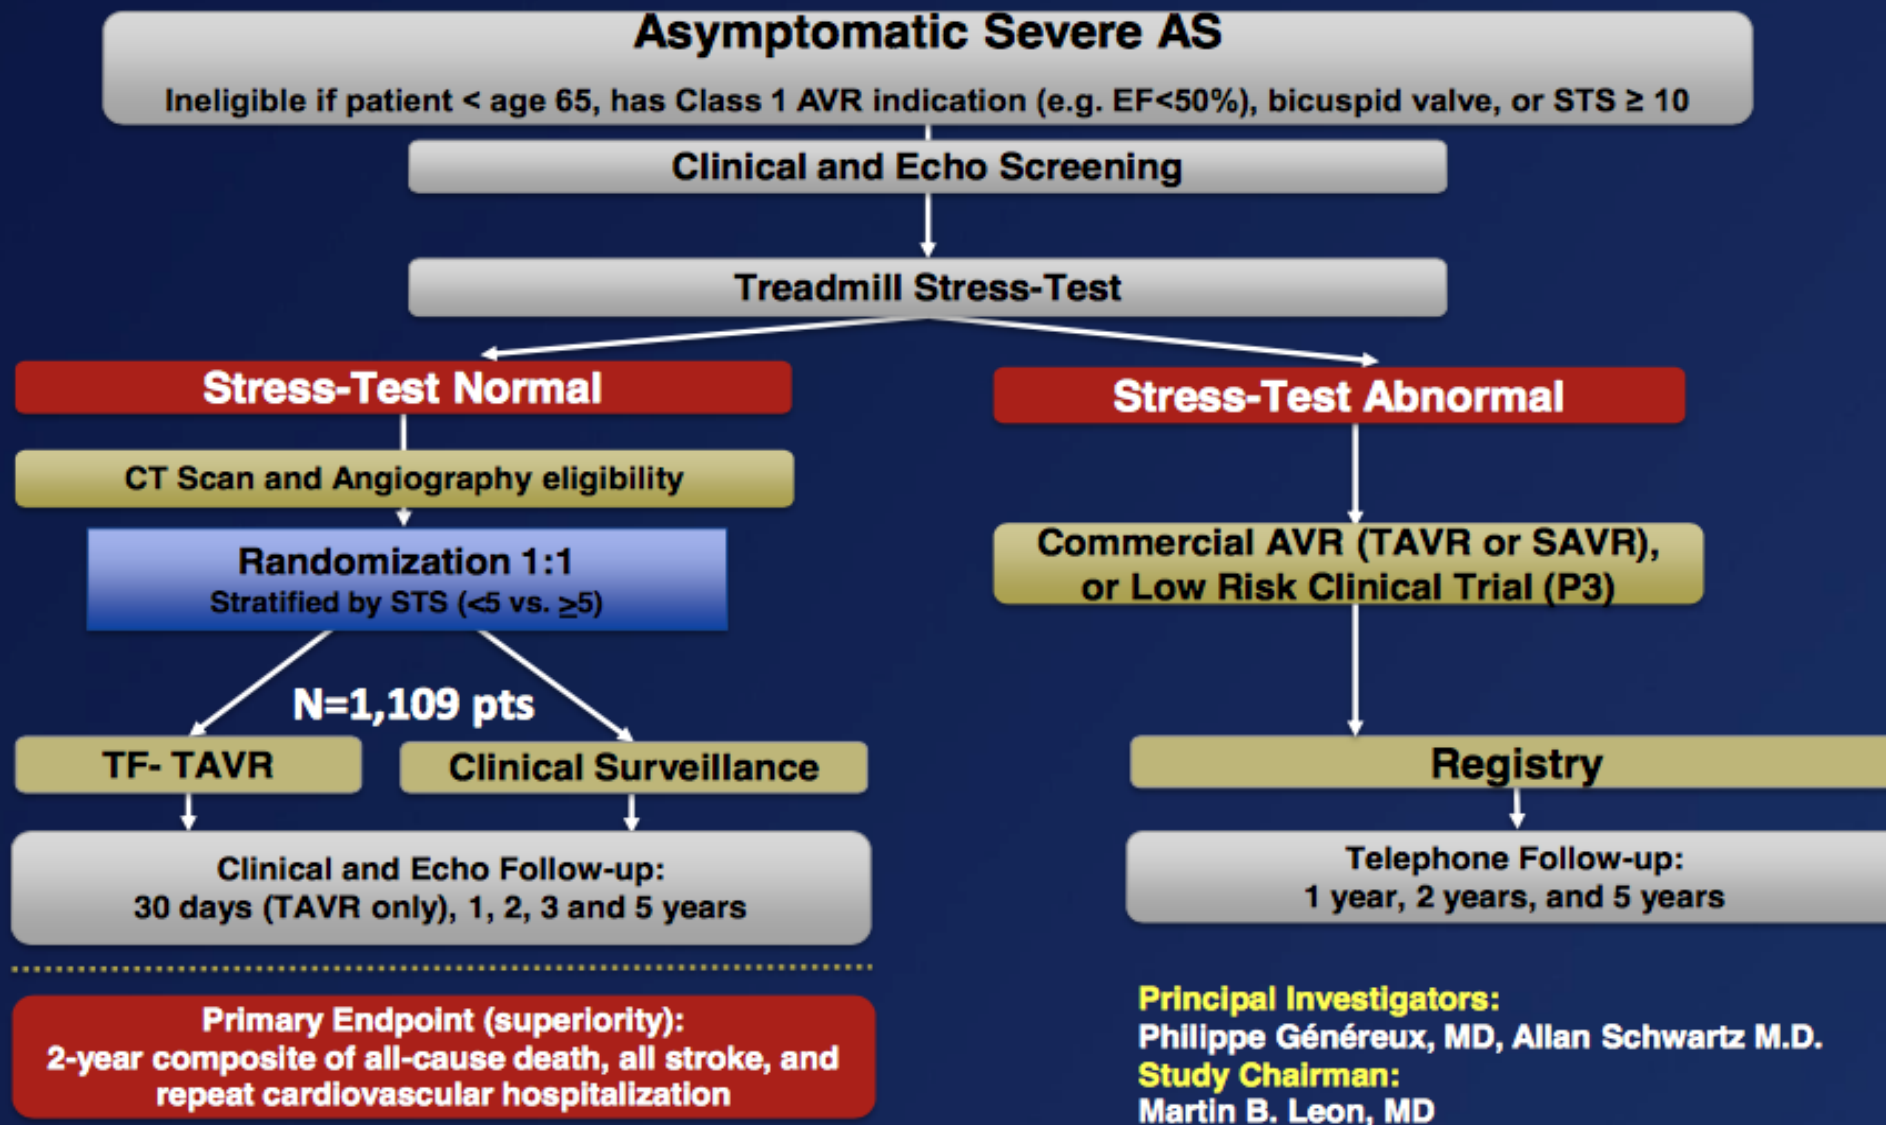 Asymptomatic Severe AS
Ineligible if patient < age 65, has Class 1 AVR indication (e.g. EF<50%), bicuspid valve, or STS ≥ 10
Clinical and Echo Screening
Treadmill Stress-Test
Stress-Test Normal
CT Scan and Angiography eligibility
Randomization 1:1
Stratified by STS (<5 vs. ≥5)
N=1,109 pts
TF- TAVR
Clinical Surveillance
Clinical and Echo Follow-up:
30 days (TAVR only), 1, 2, 3 and 5 years
Primary Endpoint (superiority):
2-year composite of all-cause death, all stroke, and
repeat cardiovascular hospitalization
Stress-Test Abnormal
Commercial AVR (TAVR or SAVR),
or Low Risk Clinical Trial (P3)
Registry
Telephone Follow-up:
1 year, 2 years, and 5 years
Principal Investigators:
Philippe Généreux, MD, Allan Schwartz M.D.
Study Chairman:
Martin B. Leon, MD